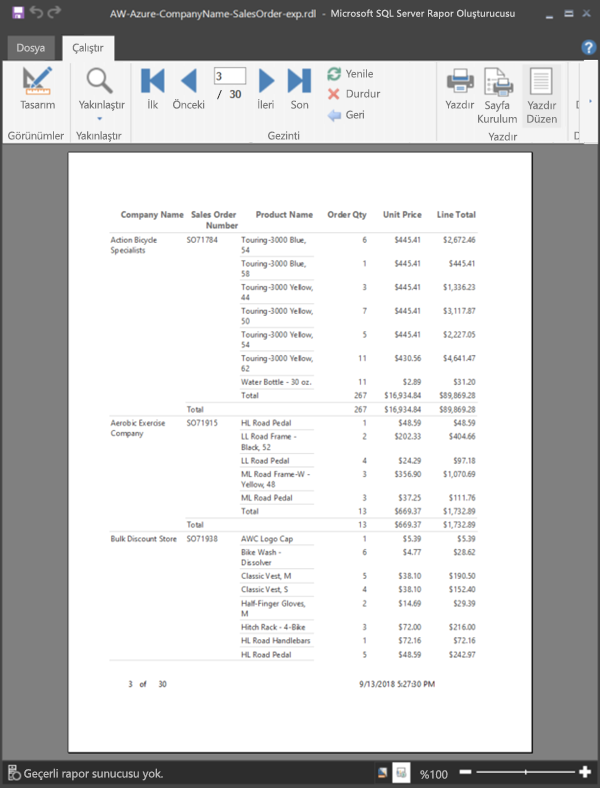 AW-Azure-CompanyName-SalesOrder-exp.rdl - Microsoft SQL Server Rapor Oluşturucusu
Dosya Çalıştır
Tasarım Yakınlaştır İlk Önceki 3 / 30 İleri Son Yenile Durdur Geri Yazdır Sayfa Kurulum Yazdır Düzen
Görünümler Yakınlaştır Gezinti Yazdır
Company Name Sales Order Number Product Name Order Qty Unit Price Line Total
Action Bicycle Specialists SO71784 Touring-3000 Blue, 54 6 $445.41 $2,672.46
Touring-3000 Blue, 58 1 $445.41 $445.41
Touring-3000 Yellow, 44 3 $445.41 $1,336.23
Touring-3000 Yellow, 50 7 $445.41 $3,117.87
Touring-3000 Yellow, 54 5 $445.41 $2,227.05
Touring-3000 Yellow, 62 11 $430.56 $4,641.47
Water Bottle - 30 oz. 11 $2.89 $31.20
Total 267 $16,934.84 $89,869.28
Total 267 $16,934.84 $89,869.28
Aerobic Exercise Company SO71915 HL Road Pedal 1 $48.59 $48.59
LL Road Frame - Black, 52 2 $202.33 $404.66
LL Road Pedal 4 $24.29 $97.18
ML Road Frame-W - Yellow, 48 3 $356.90 $1,070.69
ML Road Pedal 3 $37.25 $111.76
Total 13 $669.37 $1,732.89
Total 13 $669.37 $1,732.89
Bulk Discount Store SO71938 AWC Logo Cap 1 $5.39 $5.39
Bike Wash - Dissolver 6 $4.77 $28.62
Classic Vest, M 5 $38.10 $190.50
Classic Vest, S 4 $38.10 $152.40
Half-Finger Gloves, M 2 $14.69 $29.39
Hitch Rack - 4-Bike 3 $72.00 $216.00
HL Road Handlebars 1 $72.16 $72.16
HL Road Pedal 5 $48.59 $242.97
3 of 30 9/13/2018 5:27:30 PM
Geçerli rapor sunucusu yok. %100